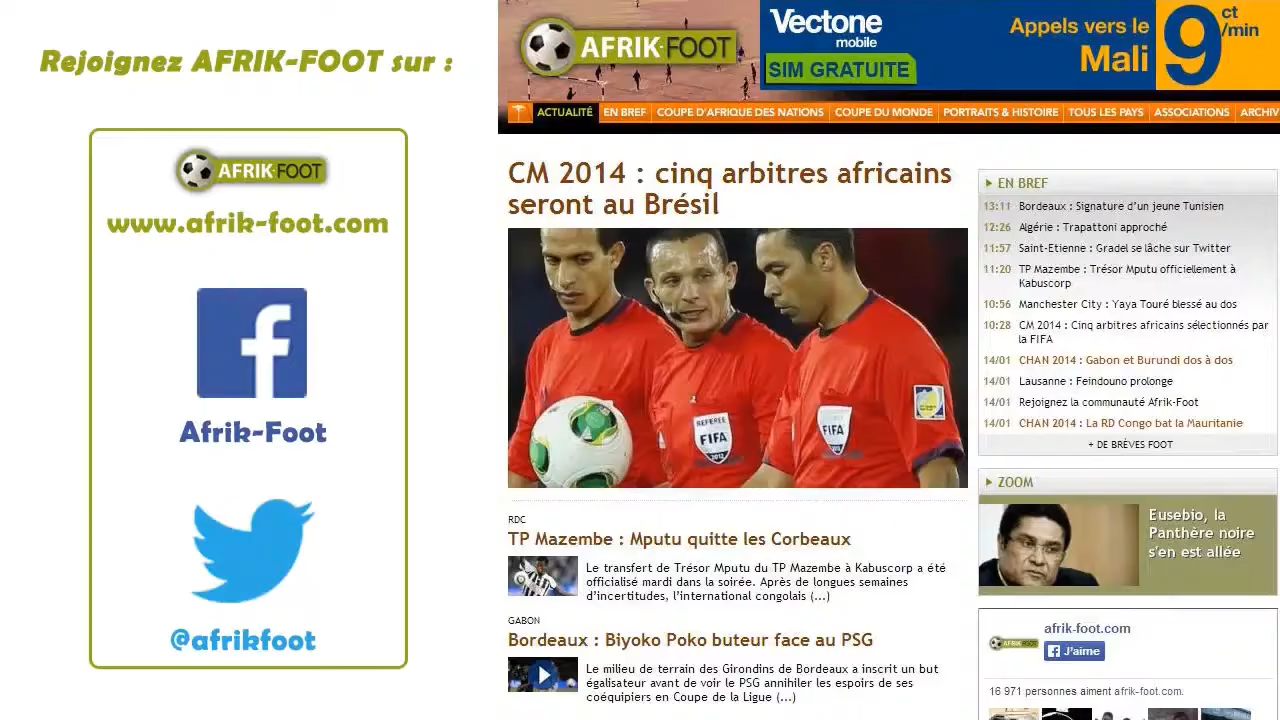 Rejoignez AFRIK-FOOT sur :
AFRIK-FOOT
www.afrik-foot.com
Afrik-Foot
@afrikfoot
AFRIK-FOOT
Vectone
mobile
SIM GRATUITE
Appels vers le
Mali
9 ct
/min
ACTUALITÉ
EN BREF
COUPE D'AFRIQUE DES NATIONS
COUPE DU MONDE
PORTRAITS & HISTOIRE
TOUS LES PAYS
ASSOCIATIONS
ARCHIV
CM 2014 : cinq arbitres africains
seront au Brésil
REFEREE
FIFA
2012
FIFA
RDC
TP Mazembe : Mputu quitte les Corbeaux
Le transfert de Trésor Mputu du TP Mazembe à Kabuscorp a été
officialisé mardi dans la soirée. Après de longues semaines
d'incertitudes, l'international congolais (...)
GABON
Bordeaux : Biyoko Poko buteur face au PSG
Le milieu de terrain des Girondins de Bordeaux a inscrit un but
égalisateur avant de voir le PSG annihiler les espoirs de ses
coéquipiers en Coupe de la Ligue (...)
EN BREF
13:11 Bordeaux : Signature d'un jeune Tunisien
12:26 Algérie : Trapattoni approché
11:57 Saint-Etienne : Gradel se lâche sur Twitter
11:20 TP Mazembe : Trésor Mputu officiellement à
Kabuscorp
10:56 Manchester City : Yaya Touré blessé au dos
10:28 CM 2014 : Cinq arbitres africains sélectionnés par
la FIFA
14/01 CHAN 2014 : Gabon et Burundi dos à dos
14/01 Lausanne : Feindouno prolonge
14/01 Rejoignez la communauté Afrik-Foot
14/01 CHAN 2014 : La RD Congo bat la Mauritanie
+ DE BRÈVES FOOT
ZOOM
Eusebio, la
Panthère noire
s'en est allée
AFRIK-FOOT
afrik-foot.com
J'aime
16 971 personnes aiment afrik-foot.com.